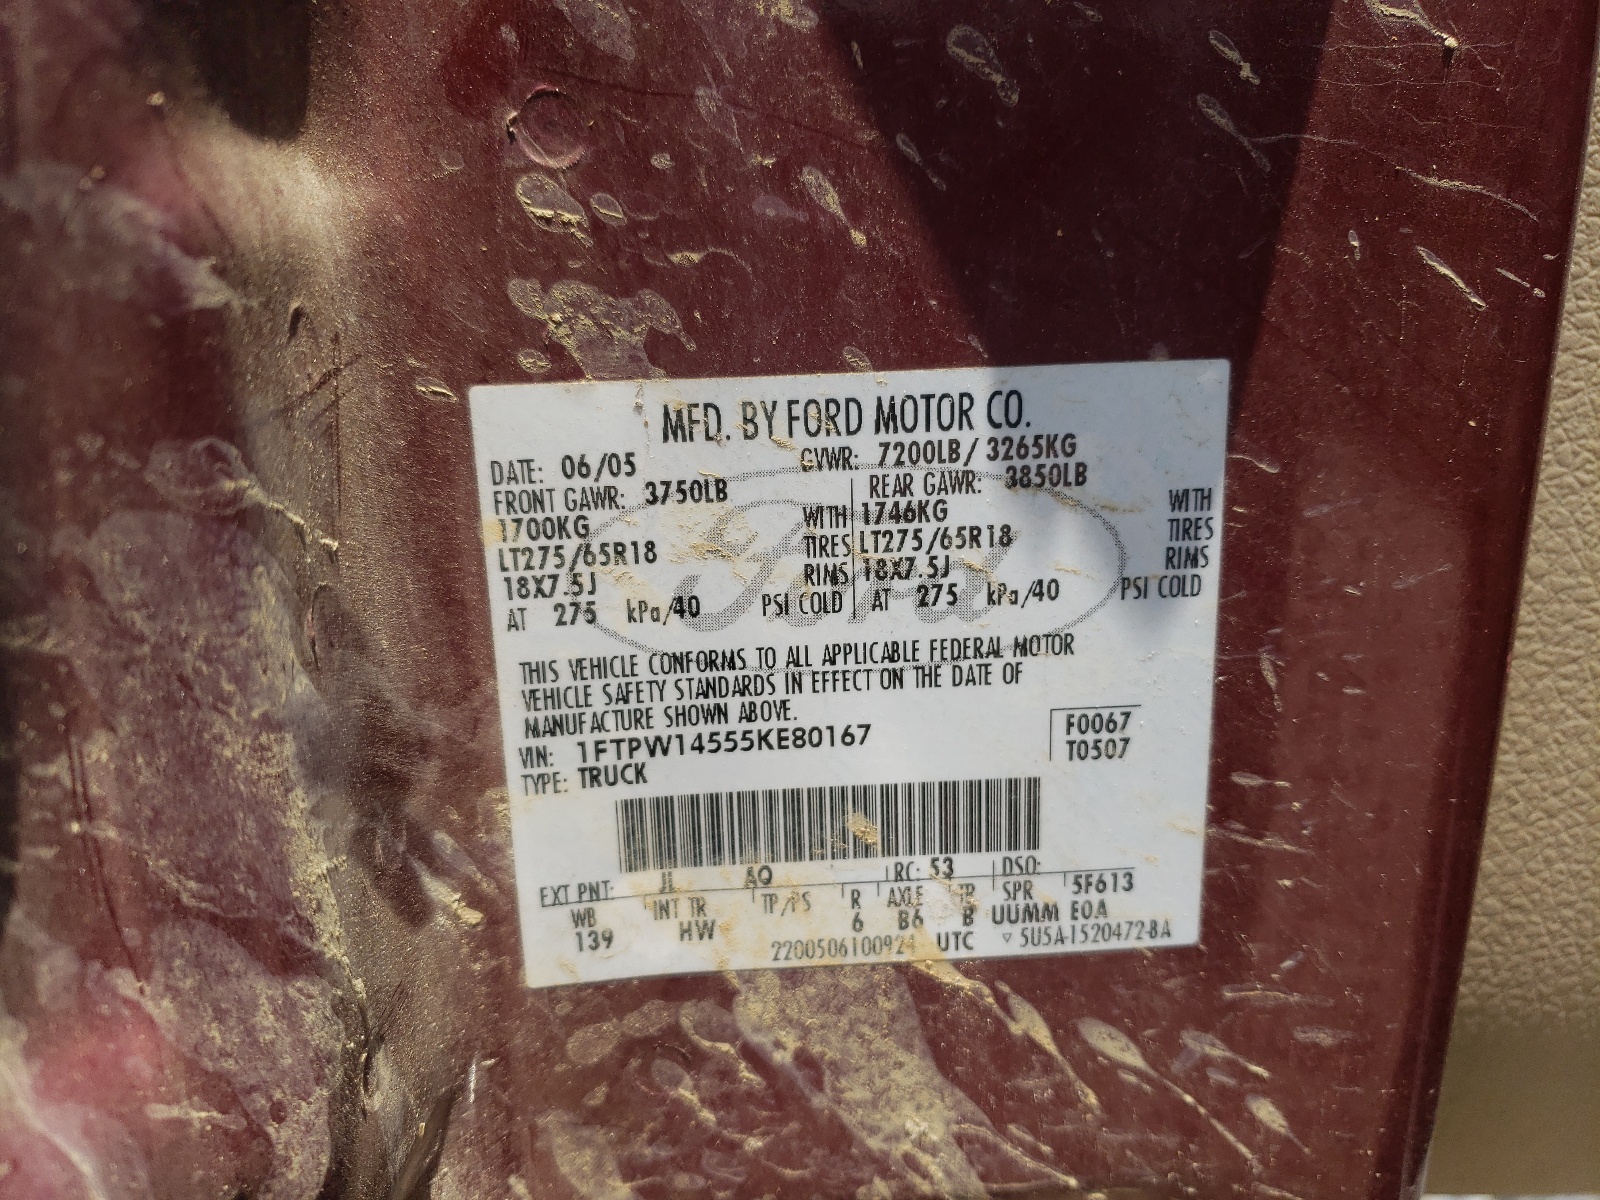 MFD. BY FORD MOTOR CO.
DATE: 06/05 GVWR: 7200LB/ 3265KG
FRONT GAWR: 3750LB REAR GAWR: 3850LB
1700KG WITH 1746KG WITH
LT275/65R18 TIRES LT275/65R18 TIRES
18X7.5J RIMS 18X7.5J RIMS
AT 275 kPa/40 PSI COLD AT 275 kPa/40 PSI COLD
THIS VEHICLE CONFORMS TO ALL APPLICABLE FEDERAL MOTOR
VEHICLE SAFETY STANDARDS IN EFFECT ON THE DATE OF
MANUFACTURE SHOWN ABOVE.
VIN: 1FTPW14555KE80167 F0067
TYPE: TRUCK T0507
EXT PNT: JL AQ RC: 53 DSO:
WB INT TR TP/PS R AXLE TR SPR 5F613
139 HW 6 B6 B UUMM EOA
2200506100924 UTC ▽ 5U5A-1520472-BA
Ford